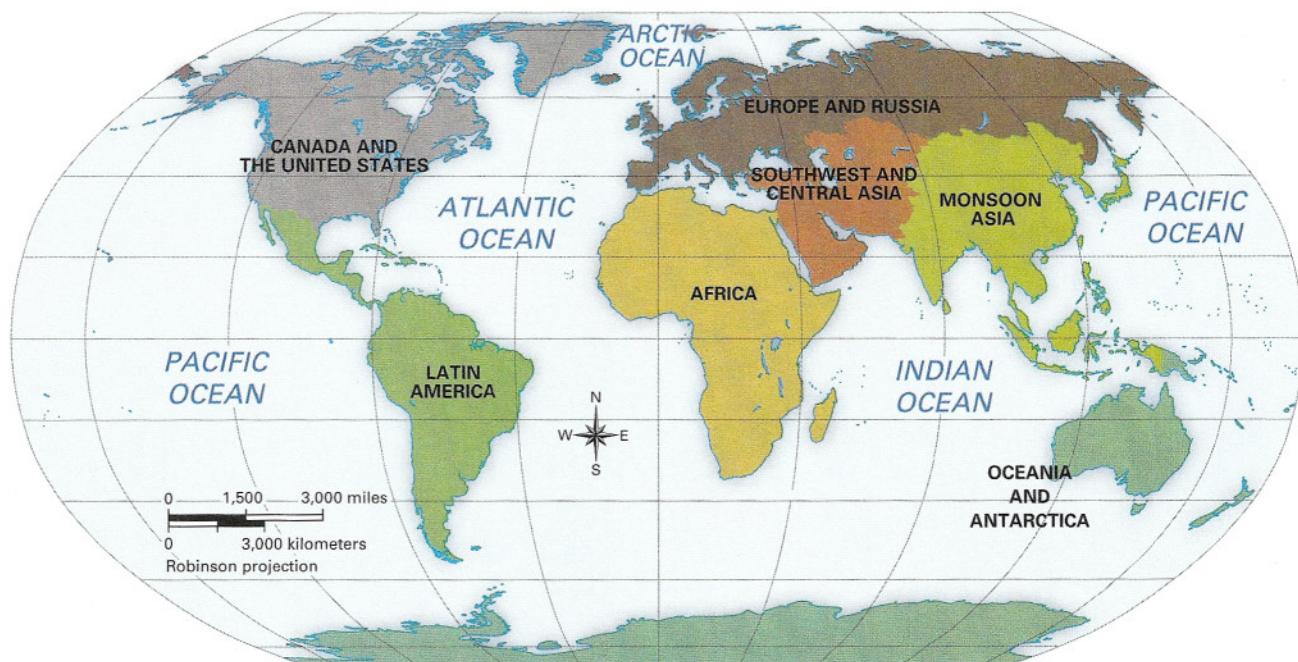 ARCTIC
OCEAN
EUROPE AND RUSSIA
CANADA AND
THE UNITED STATES
SOUTHWEST AND
CENTRAL ASIA
MONSOON
ASIA
ATLANTIC
OCEAN
PACIFIC
OCEAN
AFRICA
PACIFIC
OCEAN
LATIN
AMERICA
INDIAN
OCEAN
N
W E
S
OCEANIA
AND
ANTARCTICA
0 1,500 3,000 miles
0 3,000 kilometers
Robinson projection